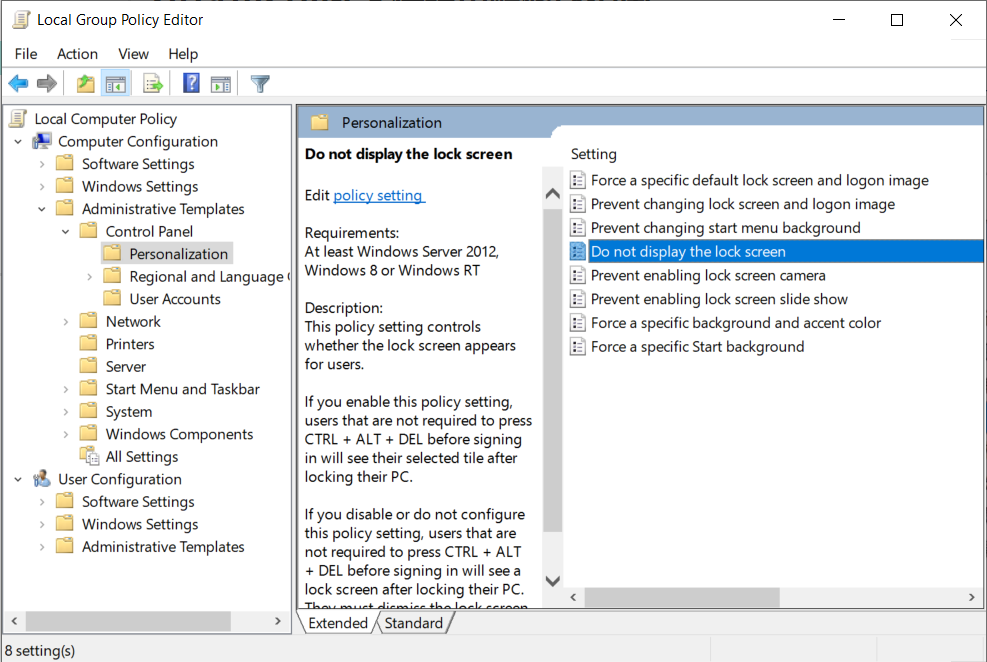 Local Group Policy Editor
File Action View Help
Local Computer Policy
Computer Configuration
Software Settings
Windows Settings
Administrative Templates
Control Panel
Personalization
Regional and Language
User Accounts
Network
Printers
Server
Start Menu and Taskbar
System
Windows Components
All Settings
User Configuration
Software Settings
Windows Settings
Administrative Templates
Personalization
Do not display the lock screen
Edit policy setting
Requirements:
At least Windows Server 2012,
Windows 8 or Windows RT
Description:
This policy setting controls
whether the lock screen appears
for users.
If you enable this policy setting,
users that are not required to press
CTRL + ALT + DEL before signing
in will see their selected tile after
locking their PC.
If you disable or do not configure
this policy setting, users that are
not required to press CTRL + ALT
+ DEL before signing in will see a
lock screen after locking their PC.
They must dismiss the lock screen
Setting
Force a specific default lock screen and logon image
Prevent changing lock screen and logon image
Prevent changing start menu background
Do not display the lock screen
Prevent enabling lock screen camera
Prevent enabling lock screen slide show
Force a specific background and accent color
Force a specific Start background
Extended Standard
8 setting(s)